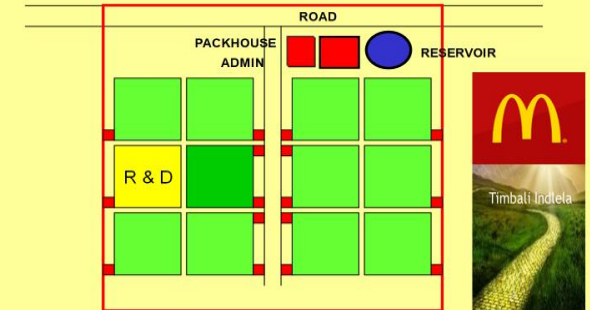 ROAD
PACKHOUSE
ADMIN
RESERVOIR
R & D
Timbali Indlela